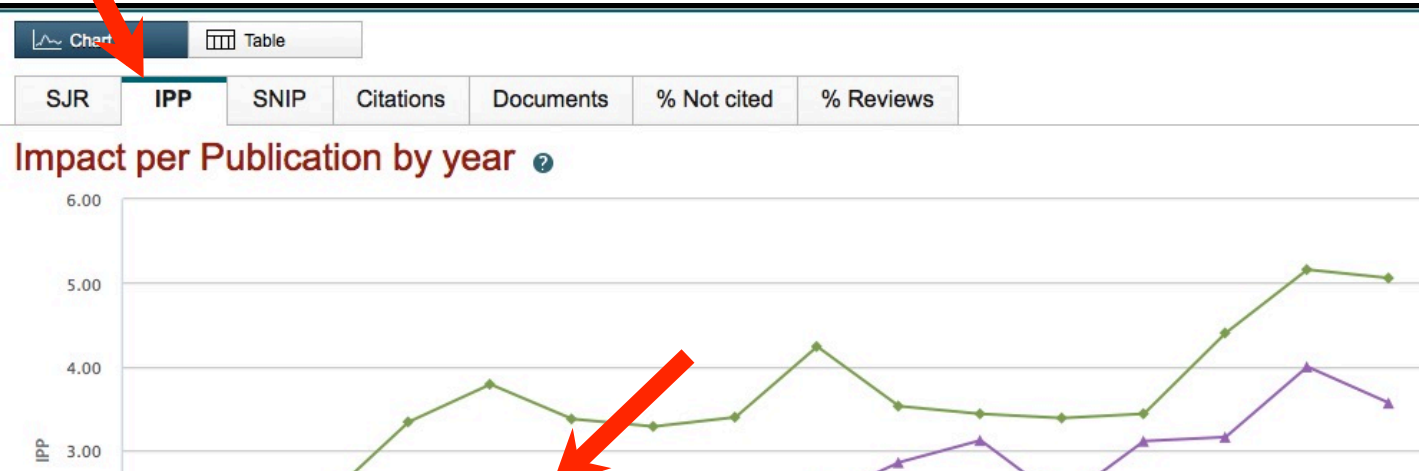 Chart Table
SJR IPP SNIP Citations Documents % Not cited % Reviews
Impact per Publication by year ?
6.00
5.00
4.00
IPP
3.00